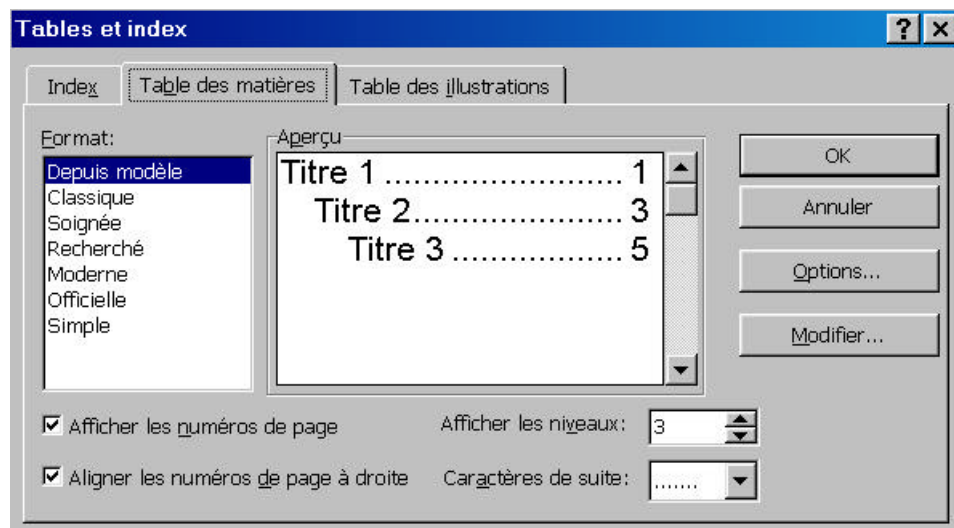 Tables et index
Index
Table des matières
Table des illustrations
Format:
Depuis modèle
Classique
Soignée
Recherché
Moderne
Officielle
Simple
Aperçu
Titre 1 ........................ 1
Titre 2...................... 3
Titre 3 .................. 5
OK
Annuler
Options...
Modifier...
Afficher les numéros de page
Afficher les niveaux: 3
Aligner les numéros de page à droite
Caractères de suite: .......